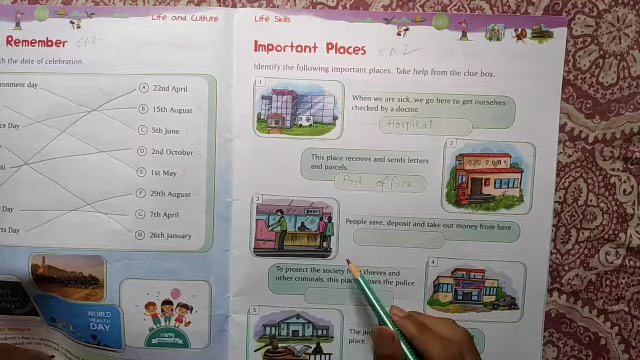 Life and Culture
Remember
th the date of celebration.
ronment day
ce Day
ti
l Day
rts Day
A 22nd April
B 15th August
C 5th June
D 2nd October
E 1st May
F 29th August
G 7th April
H 26th January
WORLD
HEALTH
DAY
Life Skills
Important Places
Identify the following important places. Take help from the clue box.
1
When we are sick, we go here to get ourselves
checked by a doctor.
Hospital
2
This place receives and sends letters
and parcels.
Post office
3
People save, deposit and take out money from here.
4
To protect the society from thieves and
other criminals, this place houses the police.
5
The
place.